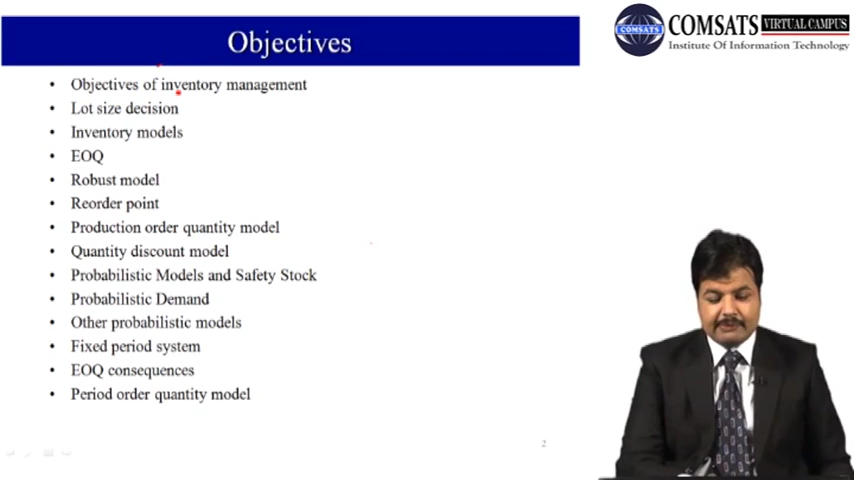 Objectives
COMSATS VIRTUAL CAMPUS
Institute Of Information Technology
• Objectives of inventory management
• Lot size decision
• Inventory models
• EOQ
• Robust model
• Reorder point
• Production order quantity model
• Quantity discount model
• Probabilistic Models and Safety Stock
• Probabilistic Demand
• Other probabilistic models
• Fixed period system
• EOQ consequences
• Period order quantity model
2